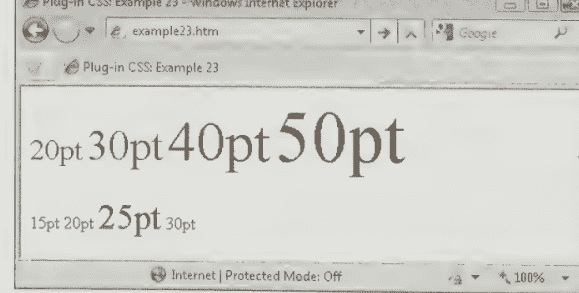 Plug-in CSS: Example 23 - Windows Internet Explorer
example23.htm Google
Plug-in CSS: Example 23
20pt 30pt 40pt 50pt
15pt 20pt 25pt 30pt
Internet | Protected Mode: Off 100%